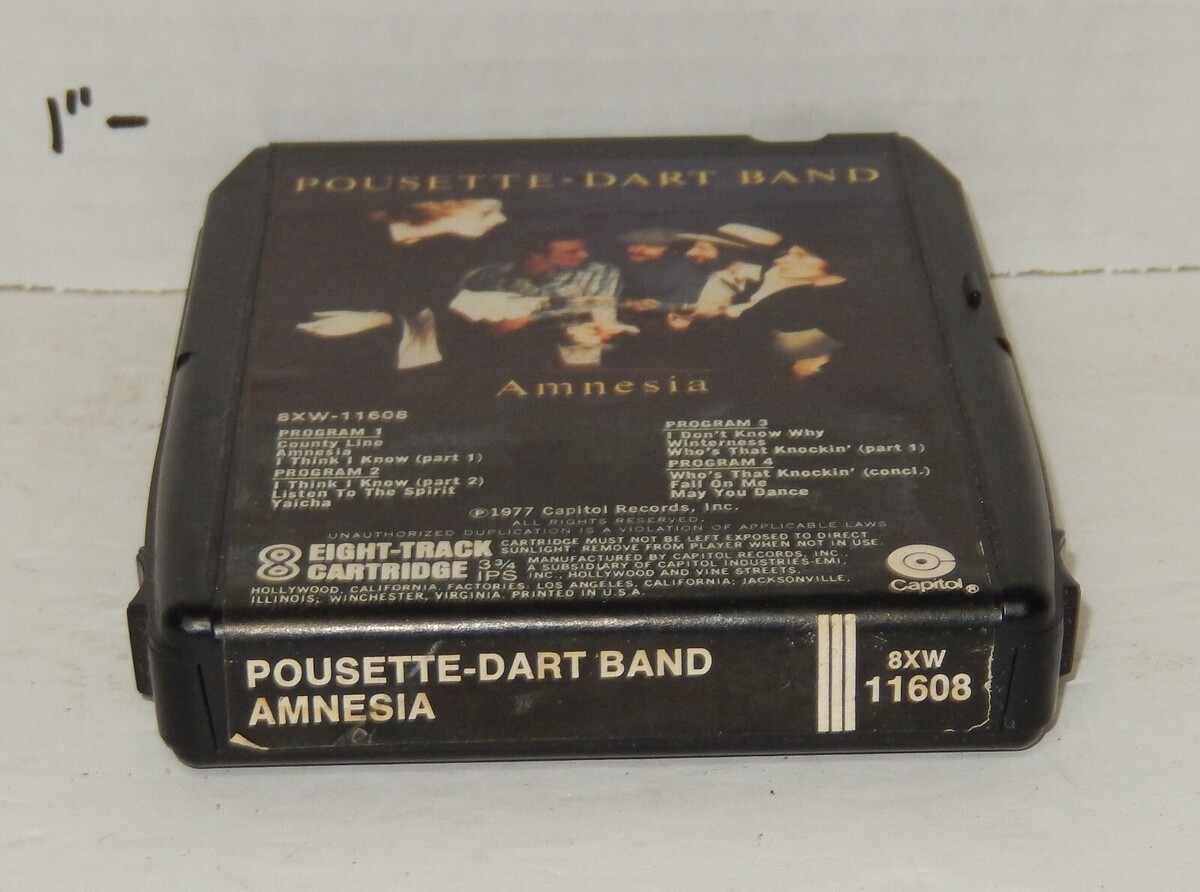 POUSETTE-DART BAND
Amnesia
8XW-11608
PROGRAM 1
County Line
Amnesia
I Think I Know (part 1)
PROGRAM 2
I Think I Know (part 2)
Listen To The Spirit
Yaicha
PROGRAM 3
I Don't Know Why
Winterness
Who's That Knockin' (part 1)
PROGRAM 4
Who's That Knockin' (concl.)
Fall On Me
May You Dance
℗1977 Capitol Records, Inc.
ALL RIGHTS RESERVED.
UNAUTHORIZED DUPLICATION IS A VIOLATION OF APPLICABLE LAWS
8 EIGHT-TRACK
CARTRIDGE 3 3/4 IPS
CARTRIDGE MUST NOT BE LEFT EXPOSED TO DIRECT
SUNLIGHT. REMOVE FROM PLAYER WHEN NOT IN USE.
MANUFACTURED BY CAPITOL RECORDS, INC.,
A SUBSIDIARY OF CAPITOL INDUSTRIES-EMI,
INC., HOLLYWOOD AND VINE STREETS,
HOLLYWOOD, CALIFORNIA. FACTORIES: LOS ANGELES, CALIFORNIA; JACKSONVILLE,
ILLINOIS; WINCHESTER, VIRGINIA. PRINTED IN U.S.A.
Capitol®
POUSETTE-DART BAND
AMNESIA
8XW
11608